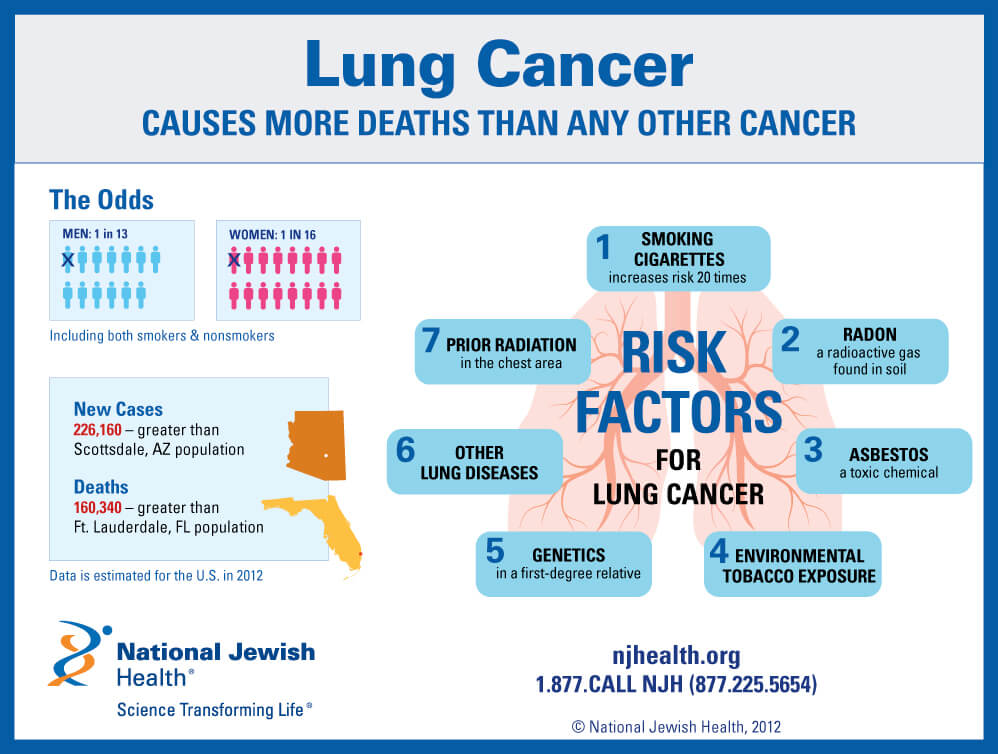 Lung Cancer
CAUSES MORE DEATHS THAN ANY OTHER CANCER
The Odds
MEN: 1 in 13
X
WOMEN: 1 IN 16
X
Including both smokers & nonsmokers
New Cases
226,160 – greater than
Scottsdale, AZ population
Deaths
160,340 – greater than
Ft. Lauderdale, FL population
Data is estimated for the U.S. in 2012
RISK
FACTORS
FOR
LUNG CANCER
1 SMOKING
CIGARETTES
increases risk 20 times
2 RADON
a radioactive gas
found in soil
3 ASBESTOS
a toxic chemical
4 ENVIRONMENTAL
TOBACCO EXPOSURE
5 GENETICS
in a first-degree relative
6 OTHER
LUNG DISEASES
7 PRIOR RADIATION
in the chest area
National Jewish
Health®
Science Transforming Life®
njhealth.org
1.877.CALL NJH (877.225.5654)
© National Jewish Health, 2012